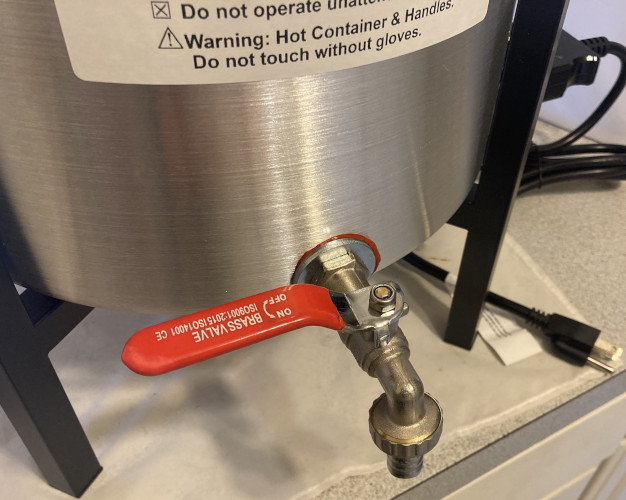 ☒ Do not operate
⚠Warning: Hot Container & Handles.
Do not touch without gloves.
ON
OFF
BRASS VALVE
ISO9001:2015 ISO14001 CE